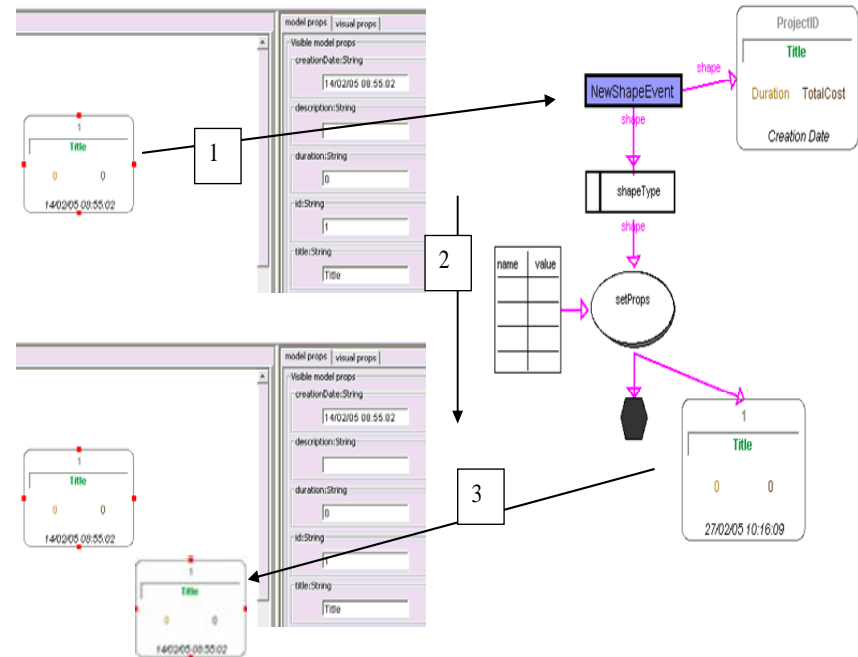 model props visual props
Visible model props
creationDate:String
14/02/05 08.55.02
description:String
duration:String
0
id:String
1
title:String
Title
1
Title
0 0
14/02/05 08.55.02
1
2
ProjectID
Title
Duration TotalCost
Creation Date
shape
NewShapeEvent
shape
shapeType
shape
name value
setProps
1
Title
0 0
27/02/05 10:16:09
3
model props visual props
Visible model props
creationDate:String
14/02/05 08.55.02
description:String
duration:String
0
id:String
1
title:String
Title
1
Title
0 0
14/02/05 08.55.02
1
Title
0 0
14/02/05 08.55.02